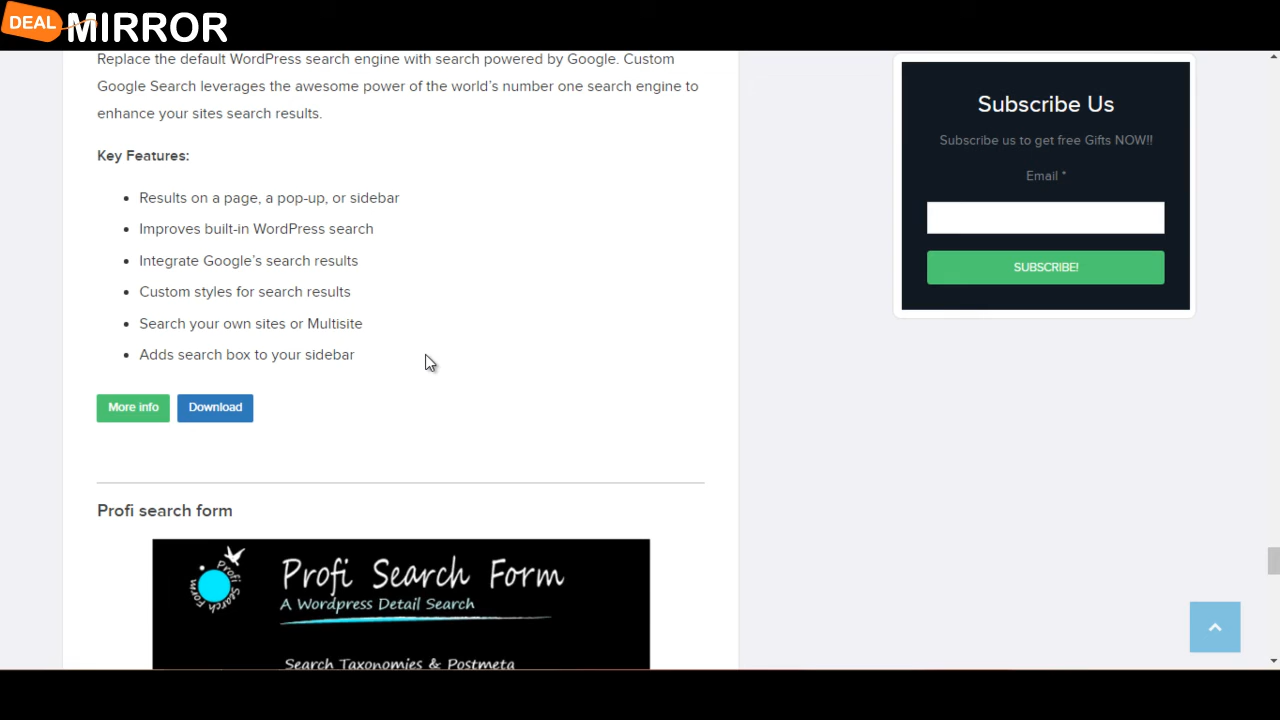 DEAL MIRROR
Replace the default WordPress search engine with search powered by Google. Custom
Google Search leverages the awesome power of the world's number one search engine to
enhance your sites search results.
Key Features:
Results on a page, a pop-up, or sidebar
Improves built-in WordPress search
Integrate Google's search results
Custom styles for search results
Search your own sites or Multisite
Adds search box to your sidebar
More info
Download
Profi search form
Profi Search Form
Profi Search Form
A Wordpress Detail Search
Search Taxonomies & Postmeta
Subscribe Us
Subscribe us to get free Gifts NOW!!
Email *
SUBSCRIBE!